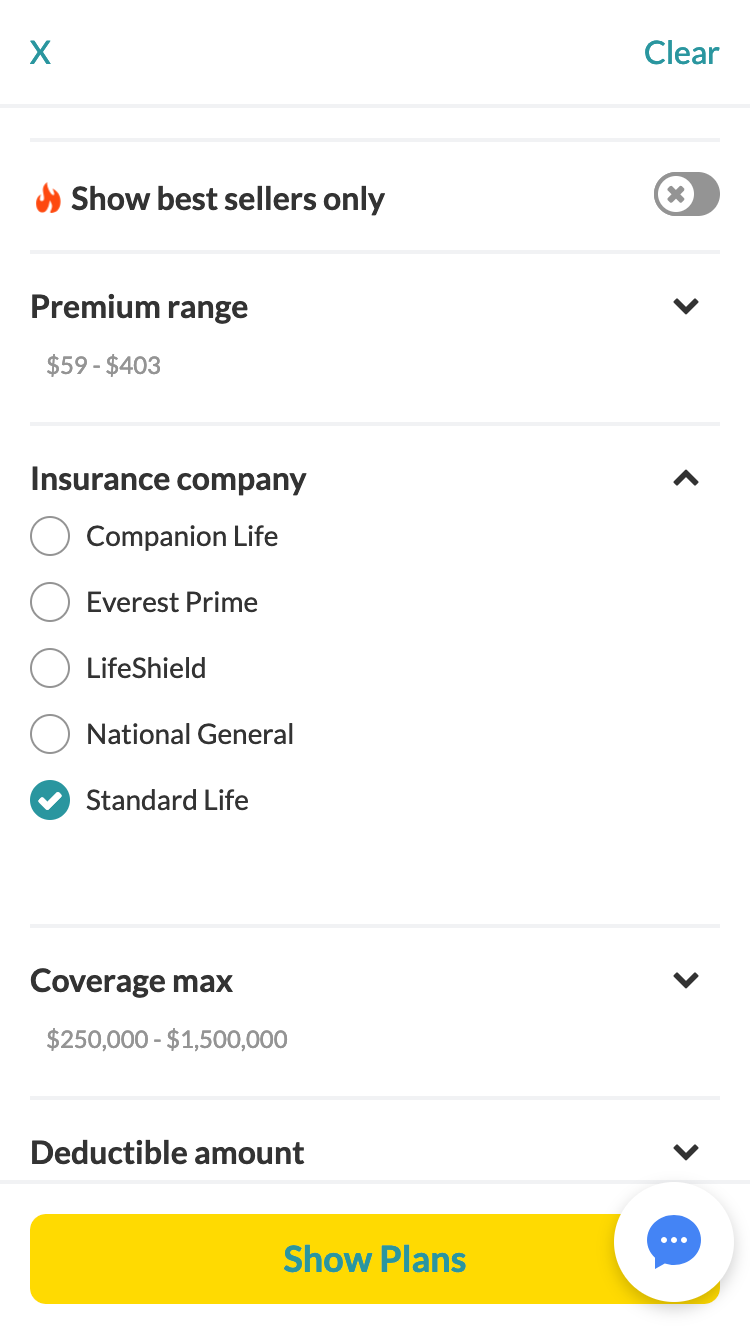 X Clear
Show best sellers only
Premium range
$59 - $403
Insurance company
Companion Life
Everest Prime
LifeShield
National General
Standard Life
Coverage max
$250,000 - $1,500,000
Deductible amount
Show Plans